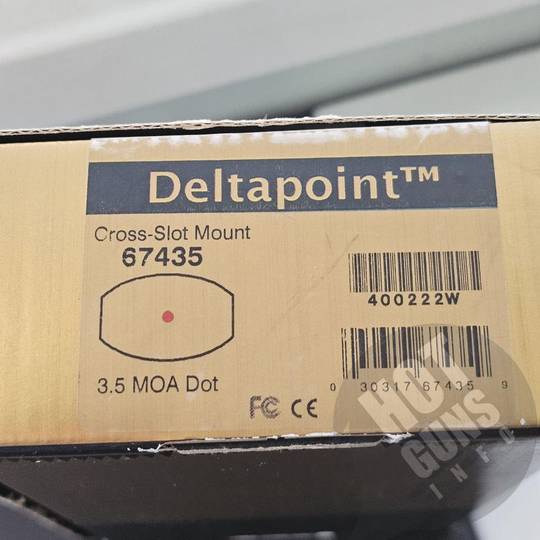 Deltapoint™
Cross-Slot Mount
67435
400222W
3.5 MOA Dot
0 30317 67435 9
FC CE
HOT
GUNS
INFO